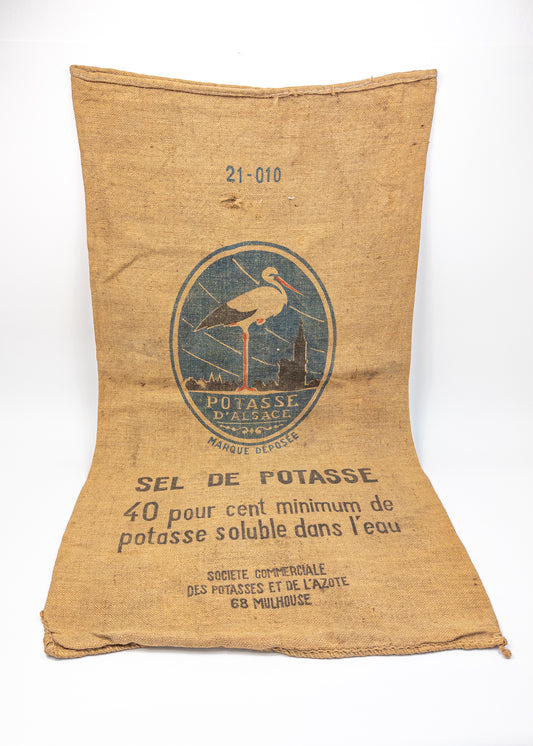 21-010
POTASSE
D'ALSACE
MARQUE DÉPOSÉE
SEL DE POTASSE
40 pour cent minimum de
potasse soluble dans l'eau
SOCIETE COMMERCIALE
DES POTASSES ET DE L'AZOTE
68 MULHOUSE